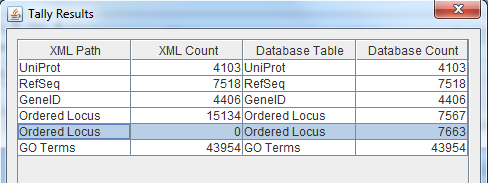 Tally Results
XML Path XML Count Database Table Database Count
UniProt 4103 UniProt 4103
RefSeq 7518 RefSeq 7518
GeneID 4406 GeneID 4406
Ordered Locus 15134 Ordered Locus 7567
Ordered Locus 0 Ordered Locus 7663
GO Terms 43954 GO Terms 43954